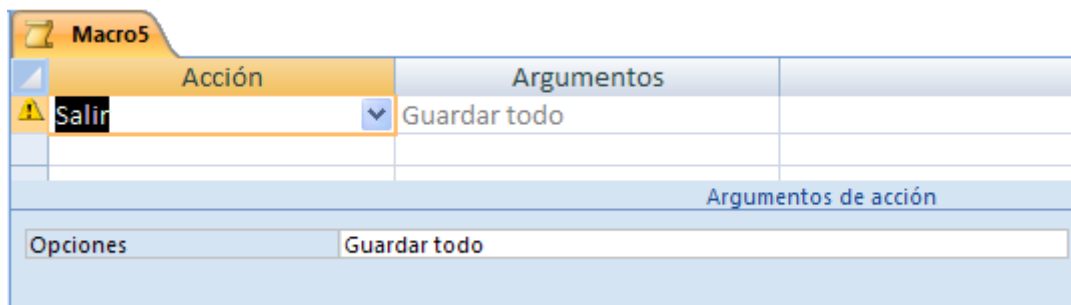 Macro5
Acción Argumentos
Salir Guardar todo
Argumentos de acción
Opciones Guardar todo